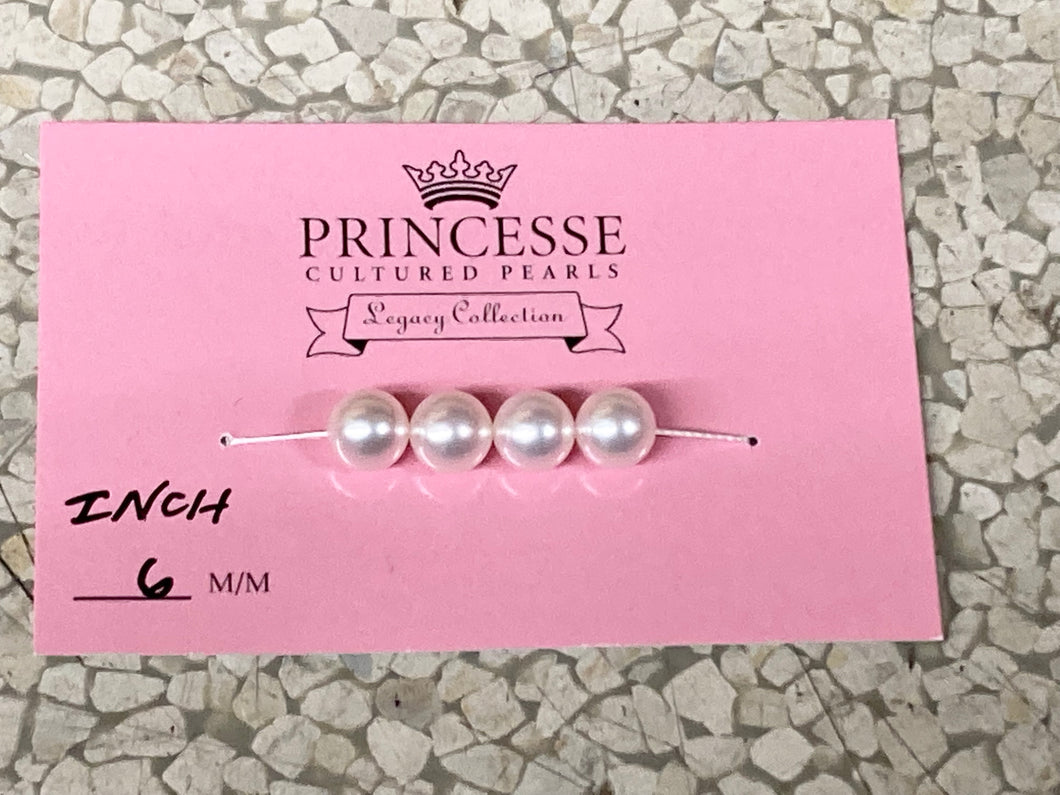 PRINCESSE
CULTURED PEARLS
Legacy Collection
INCH
6 M/M